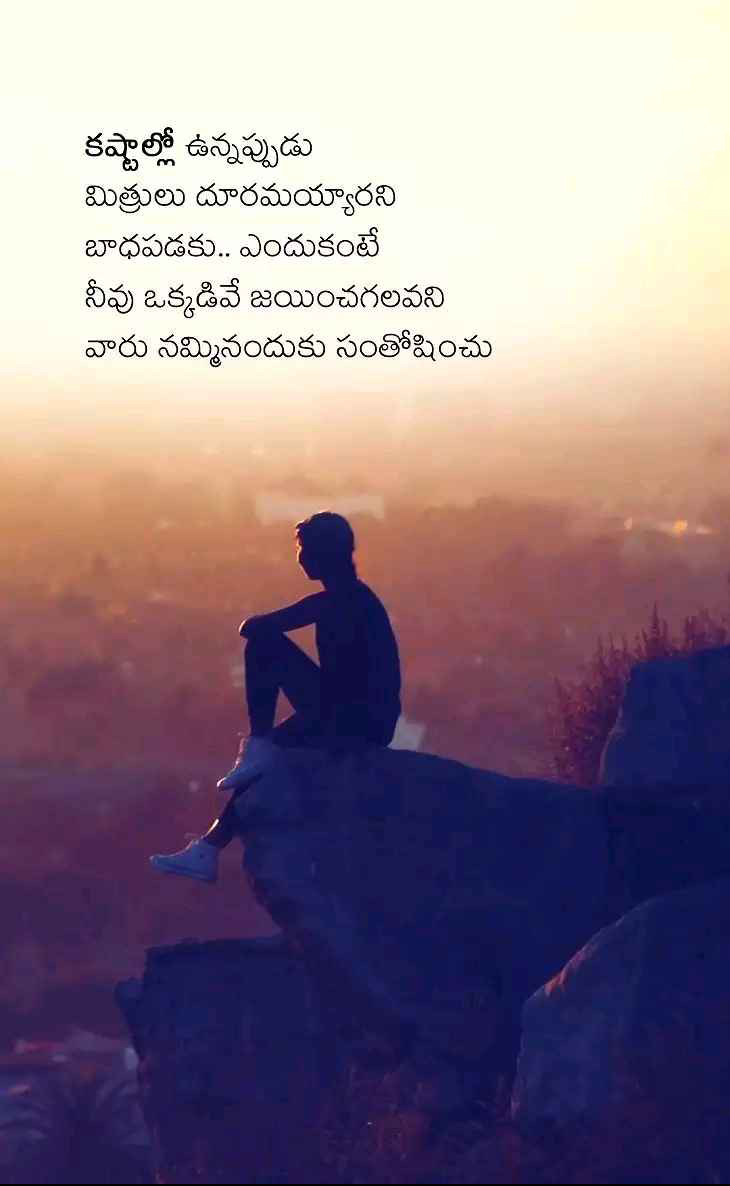 కష్టాల్లో ఉన్నప్పుడు
మిత్రులు దూరమయ్యారని
బాధపడకు.. ఎందుకంటే
నీవు ఒక్కడివే జయించగలవని
వారు నమ్మినందుకు సంతోషించు